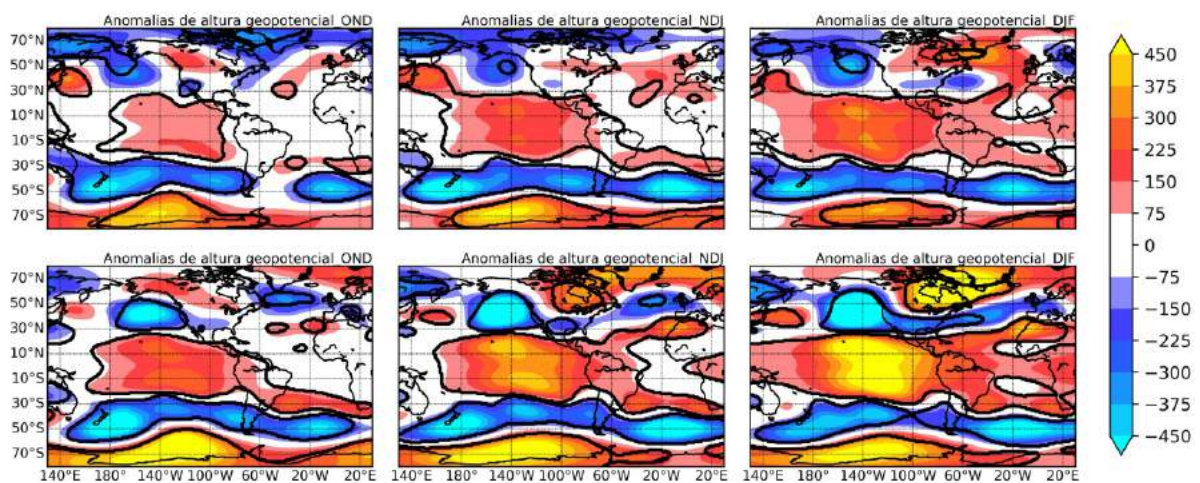 Anomalias de altura geopotencial_OND
Anomalias de altura geopotencial_NDJ
Anomalias de altura geopotencial_DJF
70°N
50°N
30°N
10°N
10°S
30°S
50°S
70°S
450
375
300
225
150
75
0
−75
−150
−225
−300
−375
−450
Anomalias de altura geopotencial_OND
Anomalias de altura geopotencial_NDJ
Anomalias de altura geopotencial_DJF
70°N
50°N
30°N
10°N
10°S
30°S
50°S
70°S
140°E 180° 140°W 100°W 60°W 20°W 20°E
140°E 180° 140°W 100°W 60°W 20°W 20°E
140°E 180° 140°W 100°W 60°W 20°W 20°E